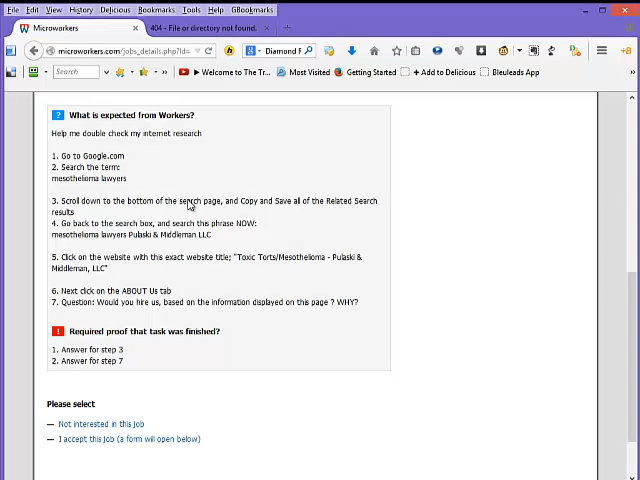 File Edit View History Delicious Bookmarks Tools Help GBookmarks
Microworkers × 404 - File or directory not found. × +
microworkers.com/jobs_details.php?Id= Diamond F
Search Welcome to The Tr... Most Visited Getting Started + Add to Delicious Bleuleads App
? What is expected from Workers?
Help me double check my internet research
1. Go to Google.com
2. Search the term:
mesothelioma lawyers
3. Scroll down to the bottom of the search page, and Copy and Save all of the Related Search
results
4. Go back to the search box, and search this phrase NOW:
mesothelioma lawyers Pulaski & Middleman LLC
5. Click on the website with this exact website title; "Toxic Torts/Mesothelioma - Pulaski &
Middleman, LLC"
6. Next click on the ABOUT Us tab
7. Question: Would you hire us, based on the information displayed on this page ? WHY?
! Required proof that task was finished?
1. Answer for step 3
2. Answer for step 7
Please select
— Not interested in this job
— I accept this job (a form will open below)